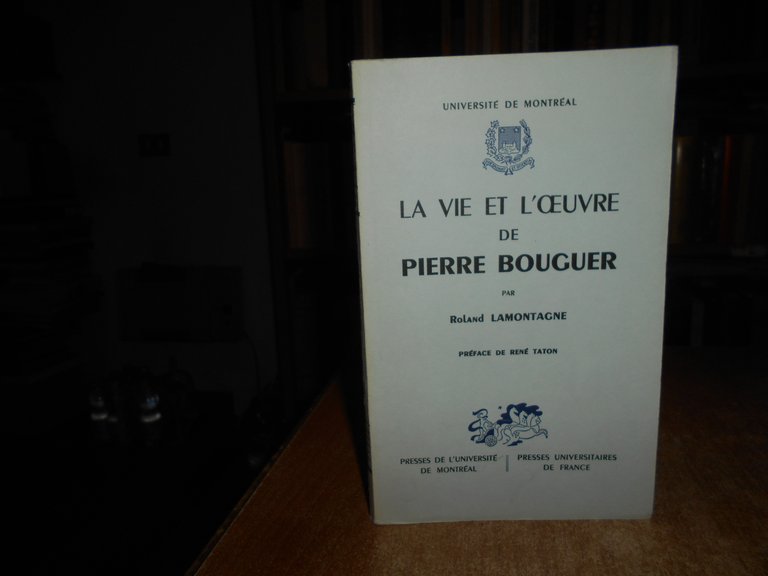 UNIVERSITÉ DE MONTRÉAL
LA VIE ET L'ŒUVRE
DE
PIERRE BOUGUER
PAR
Roland LAMONTAGNE
PRÉFACE DE RENÉ TATON
PRESSES DE L'UNIVERSITÉ
DE MONTRÉAL
PRESSES UNIVERSITAIRES
DE FRANCE